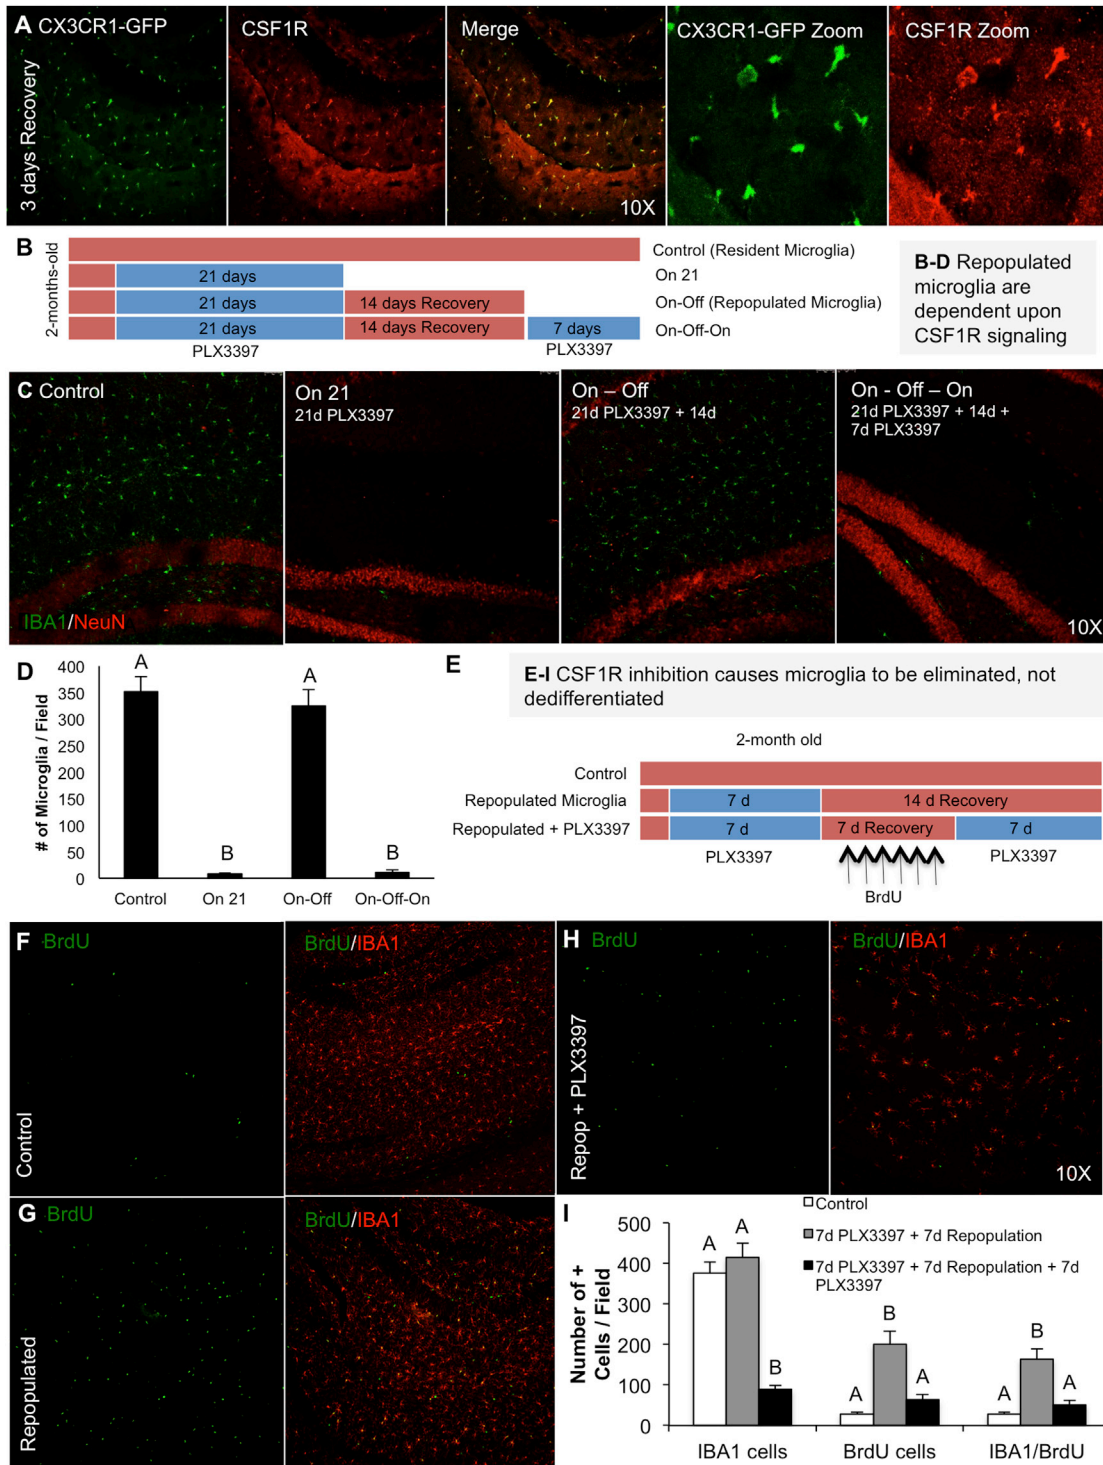 A CX3CR1-GFP
CSF1R
Merge
CX3CR1-GFP Zoom
CSF1R Zoom
3 days Recovery
10X
B
2-months-old
Control (Resident Microglia)
21 days
On 21
21 days
14 days Recovery
On-Off (Repopulated Microglia)
21 days
14 days Recovery
7 days
On-Off-On
PLX3397
PLX3397
B-D Repopulated
microglia are
dependent upon
CSF1R signaling
C Control
On 21
21d PLX3397
On – Off
21d PLX3397 + 14d
On - Off – On
21d PLX3397 + 14d +
7d PLX3397
IBA1/NeuN
10X
D
# of Microglia / Field
400
350
300
250
200
150
100
50
0
A
B
A
B
Control
On 21
On-Off
On-Off-On
E
E-I CSF1R inhibition causes microglia to be eliminated, not
dedifferentiated
2-month old
Control
Repopulated Microglia
7 d
14 d Recovery
Repopulated + PLX3397
7 d
7 d Recovery
7 d
PLX3397
PLX3397
BrdU
F BrdU
BrdU/IBA1
Control
H BrdU
BrdU/IBA1
Repop + PLX3397
10X
G BrdU
BrdU/IBA1
Repopulated
I
Control
7d PLX3397 + 7d Repopulation
7d PLX3397 + 7d Repopulation + 7d
PLX3397
Number of +
Cells / Field
500
400
300
200
100
0
A
A
B
A
B
A
A
B
A
IBA1 cells
BrdU cells
IBA1/BrdU